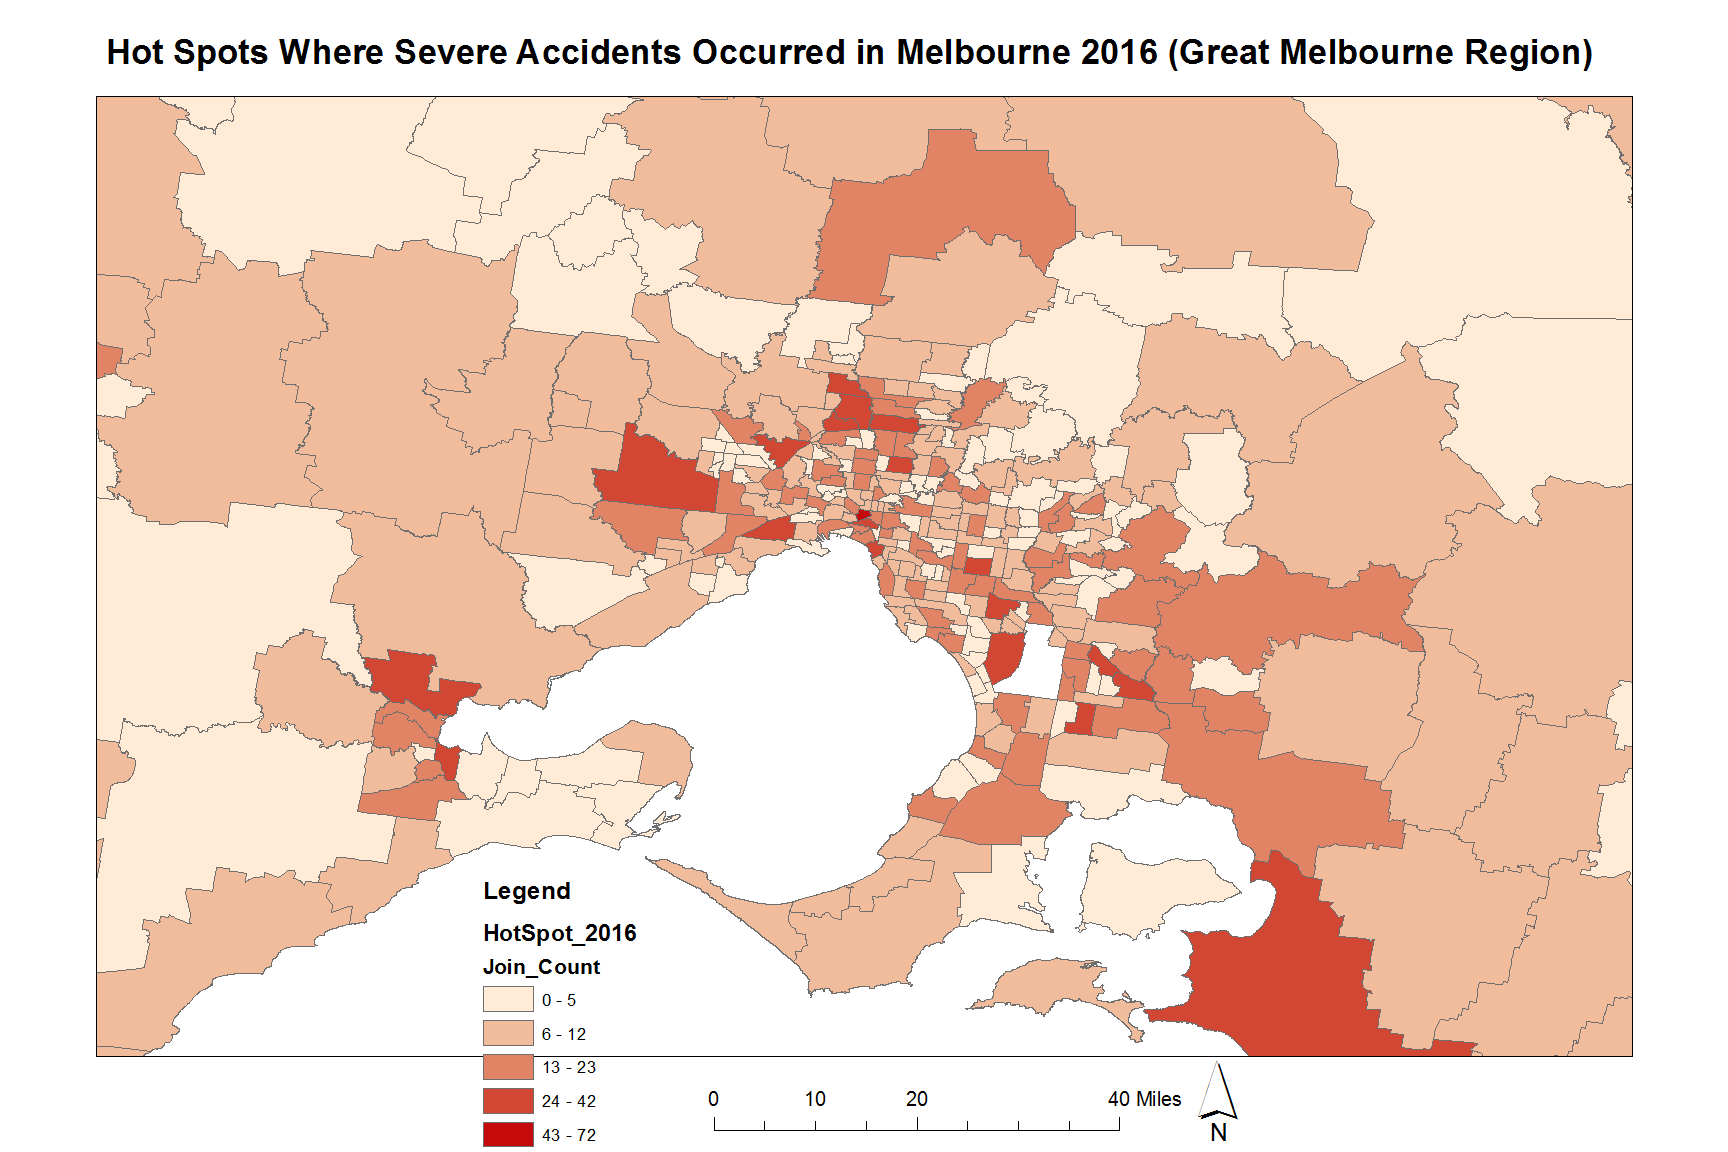 Hot Spots Where Severe Accidents Occurred in Melbourne 2016 (Great Melbourne Region)
Legend
HotSpot_2016
Join_Count
0 - 5
6 - 12
13 - 23
24 - 42
43 - 72
0 10 20 40 Miles
N